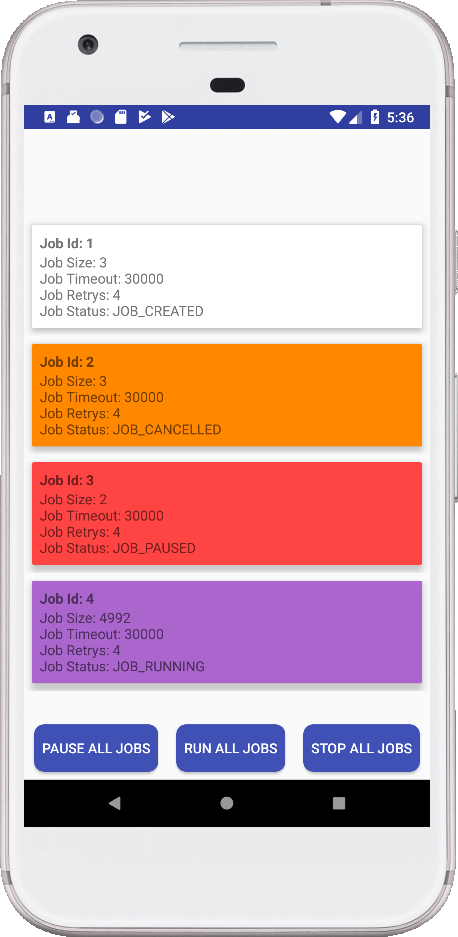 5:36
Job Id: 1
Job Size: 3
Job Timeout: 30000
Job Retrys: 4
Job Status: JOB_CREATED
Job Id: 2
Job Size: 3
Job Timeout: 30000
Job Retrys: 4
Job Status: JOB_CANCELLED
Job Id: 3
Job Size: 2
Job Timeout: 30000
Job Retrys: 4
Job Status: JOB_PAUSED
Job Id: 4
Job Size: 4992
Job Timeout: 30000
Job Retrys: 4
Job Status: JOB_RUNNING
PAUSE ALL JOBS RUN ALL JOBS STOP ALL JOBS